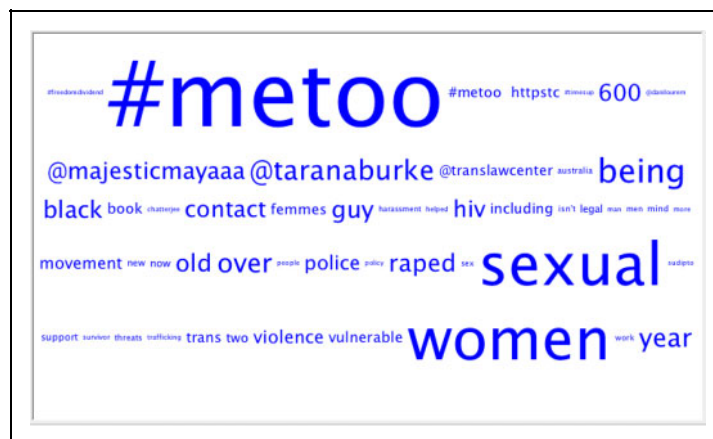 #freedomdividend #metoo #metoo httpstc #timesup 600 @danilouren
@majesticmayaaa @taranaburke @translawcenter australia being
black book chatterjee contact femmes guy harassment helped hiv including isn't legal man men mind more
movement new now old over people police policy raped sex sexual sudipto
support survivor threats trafficking trans two violence vulnerable women work year